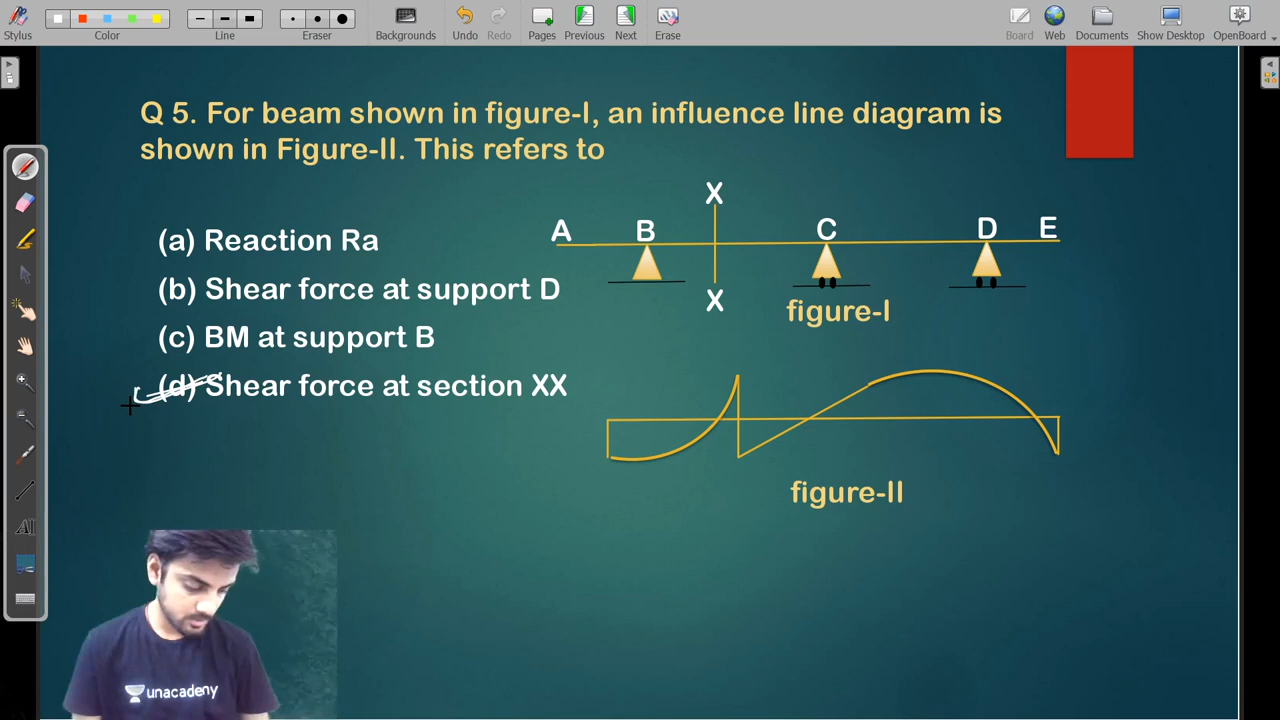 Stylus
Color
Line
Eraser
Backgrounds
Undo
Redo
Pages
Previous
Next
Erase
Board
Web
Documents
Show Desktop
OpenBoard
Q 5. For beam shown in figure-I, an influence line diagram is
shown in Figure-II. This refers to
(a) Reaction Ra
(b) Shear force at support D
(c) BM at support B
(d) Shear force at section XX
X
A B C D E
X
figure-I
figure-II
AI
unacademy